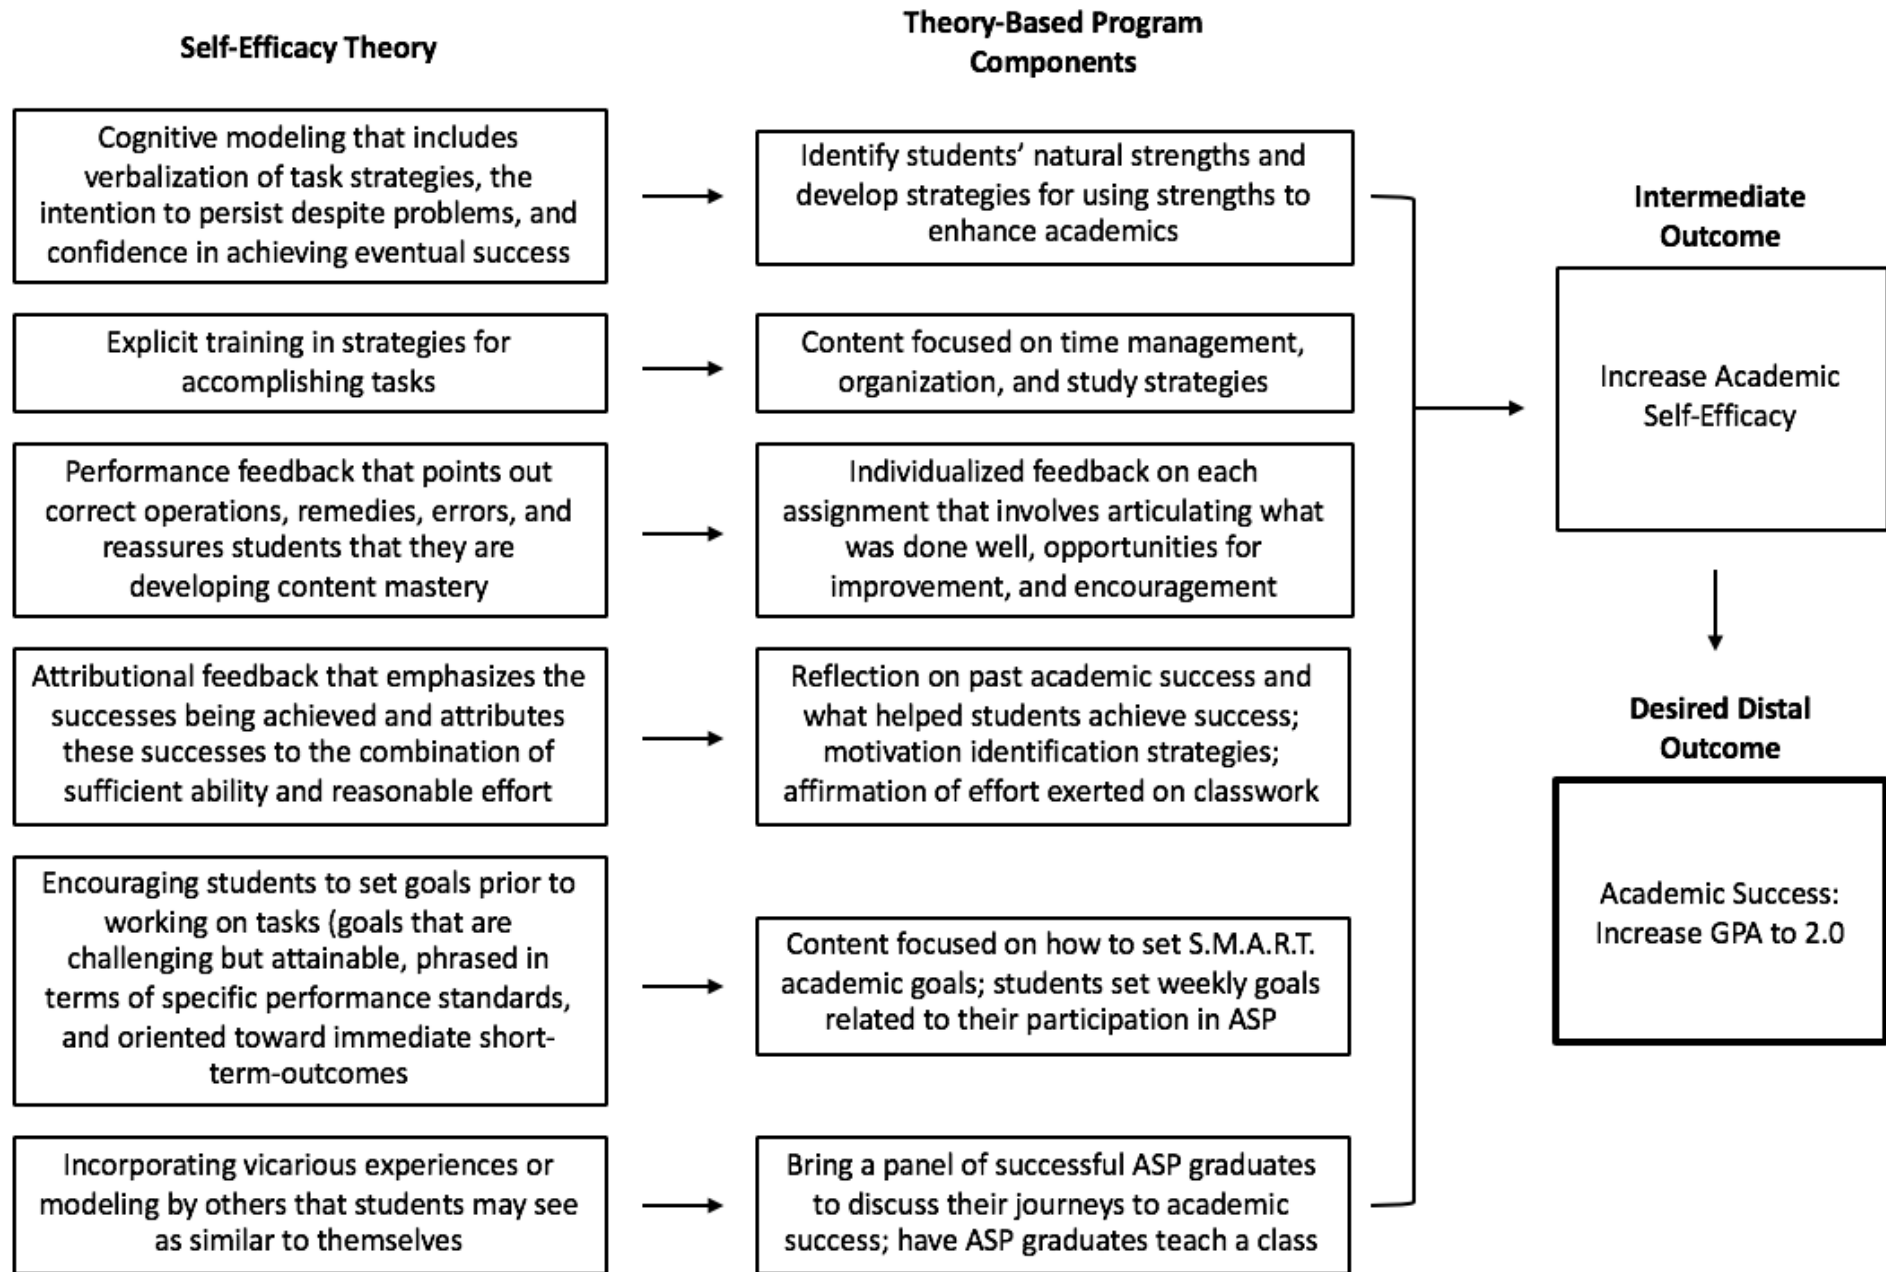 Self-Efficacy Theory
Theory-Based Program
Components
Cognitive modeling that includes
verbalization of task strategies, the
intention to persist despite problems, and
confidence in achieving eventual success
Identify students’ natural strengths and
develop strategies for using strengths to
enhance academics
Explicit training in strategies for
accomplishing tasks
Content focused on time management,
organization, and study strategies
Performance feedback that points out
correct operations, remedies, errors, and
reassures students that they are
developing content mastery
Individualized feedback on each
assignment that involves articulating what
was done well, opportunities for
improvement, and encouragement
Attributional feedback that emphasizes the
successes being achieved and attributes
these successes to the combination of
sufficient ability and reasonable effort
Reflection on past academic success and
what helped students achieve success;
motivation identification strategies;
affirmation of effort exerted on classwork
Encouraging students to set goals prior to
working on tasks (goals that are
challenging but attainable, phrased in
terms of specific performance standards,
and oriented toward immediate short-
term-outcomes
Content focused on how to set S.M.A.R.T.
academic goals; students set weekly goals
related to their participation in ASP
Incorporating vicarious experiences or
modeling by others that students may see
as similar to themselves
Bring a panel of successful ASP graduates
to discuss their journeys to academic
success; have ASP graduates teach a class
Intermediate
Outcome
Increase Academic
Self-Efficacy
Desired Distal
Outcome
Academic Success:
Increase GPA to 2.0